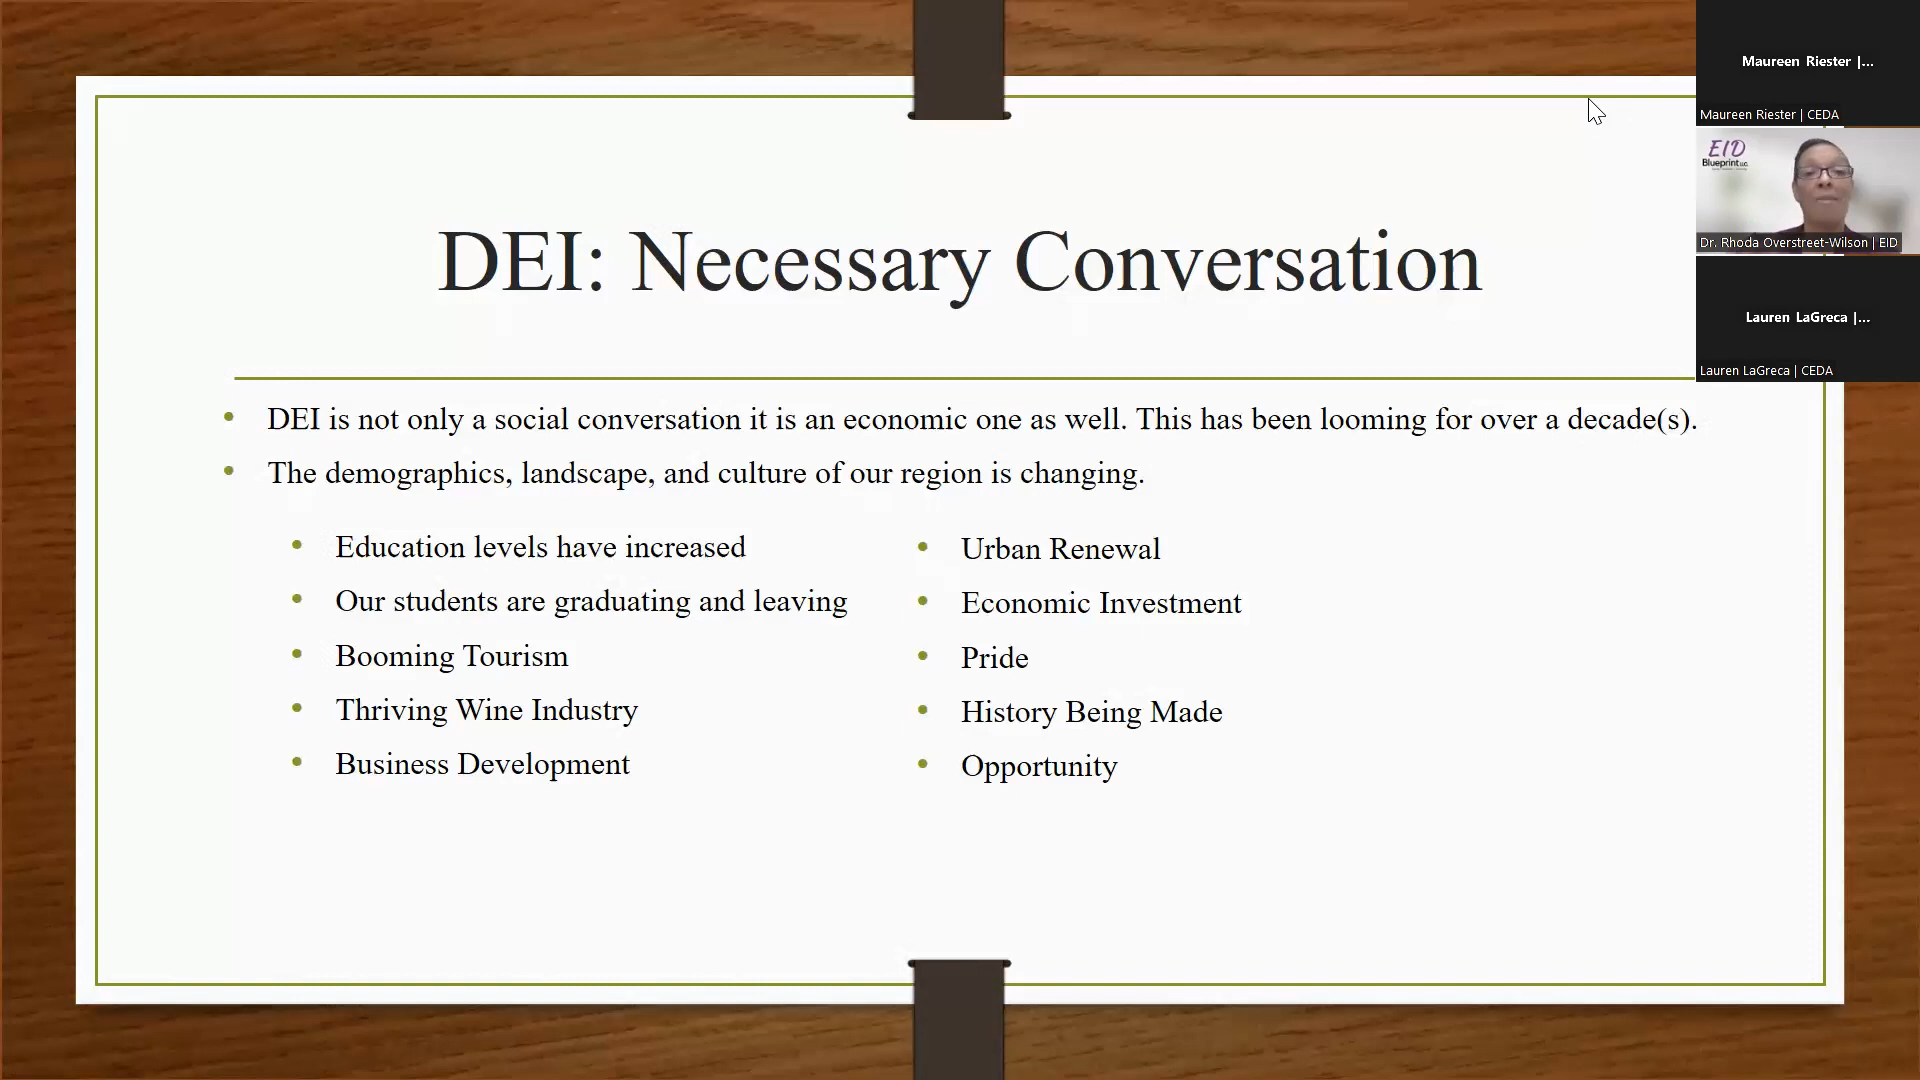 DEI: Necessary Conversation
DEI is not only a social conversation it is an economic one as well. This has been looming for over a decade(s).
The demographics, landscape, and culture of our region is changing.
Education levels have increased
Our students are graduating and leaving
Booming Tourism
Thriving Wine Industry
Business Development
Urban Renewal
Economic Investment
Pride
History Being Made
Opportunity
Maureen Riester |...
Maureen Riester | CEDA
EID
Blueprint LLC
Dr. Rhoda Overstreet-Wilson | EID
Lauren LaGreca |...
Lauren LaGreca | CEDA